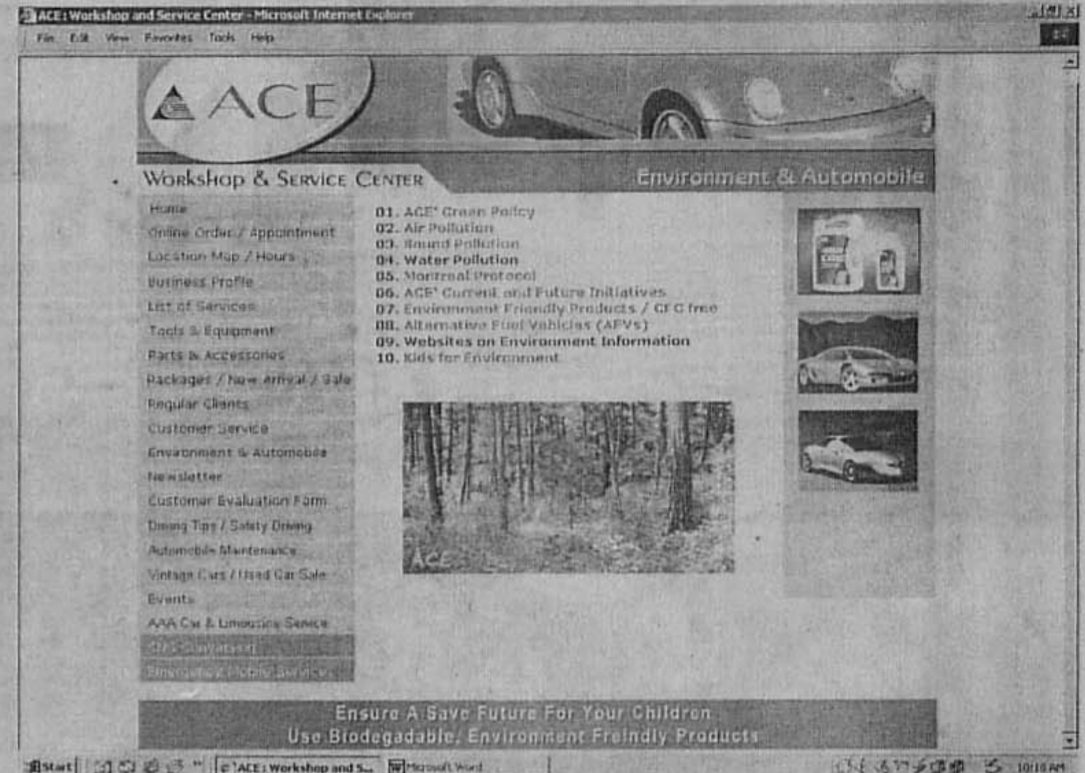 ACE: Workshop and Service Center - Microsoft Internet Explorer
File Edit View Favorites Tools Help
ACE
WORKSHOP & SERVICE CENTER
Environment & Automobile
Home
Online Order / Appointment
Location Map / Hours
Business Profile
List of Services
Tools & Equipment
Parts & Accessories
Packages / New Arrival / Sale
Regular Clients
Customer Service
Environment & Automobile
Newsletter
Customer Evaluation Form
Driving Tips / Safety Driving
Automobile Maintenance
Vintage Cars / Used Car Sale
Events
AAA Car & Limousine Service
Emergency Mobile Service
01. ACE' Green Policy
02. Air Pollution
03. Sound Pollution
04. Water Pollution
05. Montreal Protocol
06. ACE' Current and Future Initiatives
07. Environment Friendly Products / CFC free
08. Alternative Fuel Vehicles (AFVs)
09. Websites on Environment Information
10. Kids for Environment
ACE
Ensure A Save Future For Your Children
Use Biodegadable, Environment Freindly Products
Start
ACE: Workshop and S...
Microsoft Word
10:18 AM